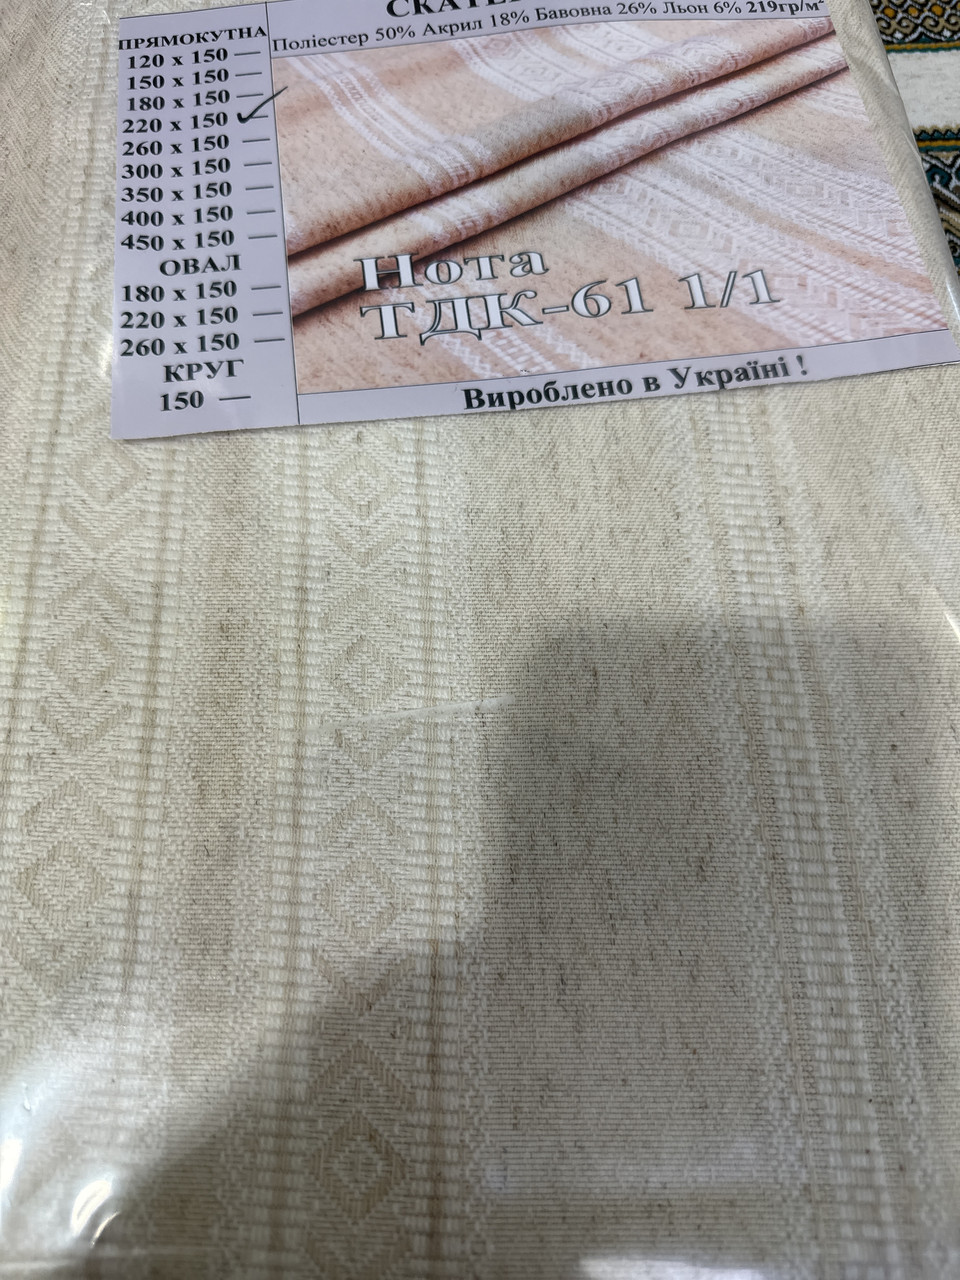 ПРЯМОКУТНА
120 x 150 —
150 x 150 —
180 x 150 —
220 x 150 —
260 x 150 —
300 x 150 —
350 x 150 —
400 x 150 —
450 x 150 —
ОВАЛ
180 x 150 —
220 x 150 —
260 x 150 —
КРУГ
150 —
Поліестер 50% Акрил 18% Бавовна 26% Льон 6% 219гр/м²
Нота
ТДК-61 1/1
Вироблено в Україні !